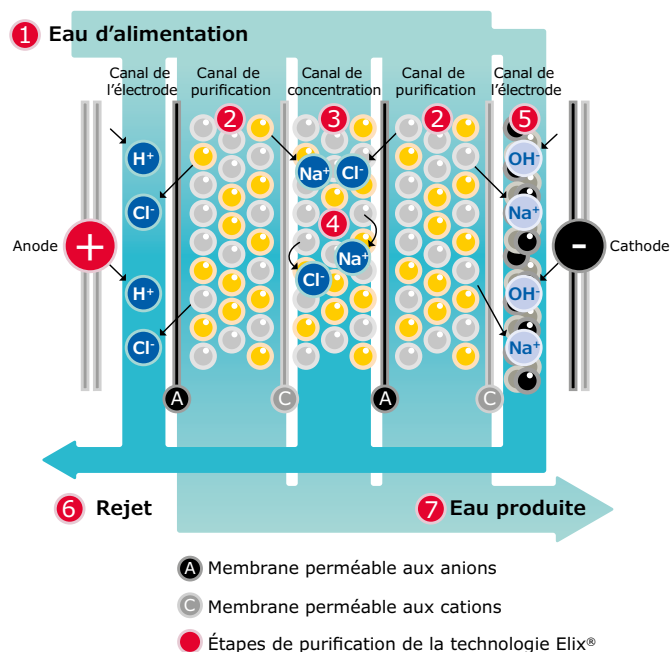 1 Eau d’alimentation
Canal de
l’électrode
Canal de
purification
Canal de
concentration
Canal de
purification
Canal de
l’électrode
2
3
2
5
H+
Na+
Cl-
OH-
Cl-
Na+
4
Anode
+
Na+
-
Cathode
H+
Cl-
OH-
Cl-
Na+
A
C
A
C
6 Rejet
7 Eau produite
A Membrane perméable aux anions
C Membrane perméable aux cations
Étapes de purification de la technologie Elix®